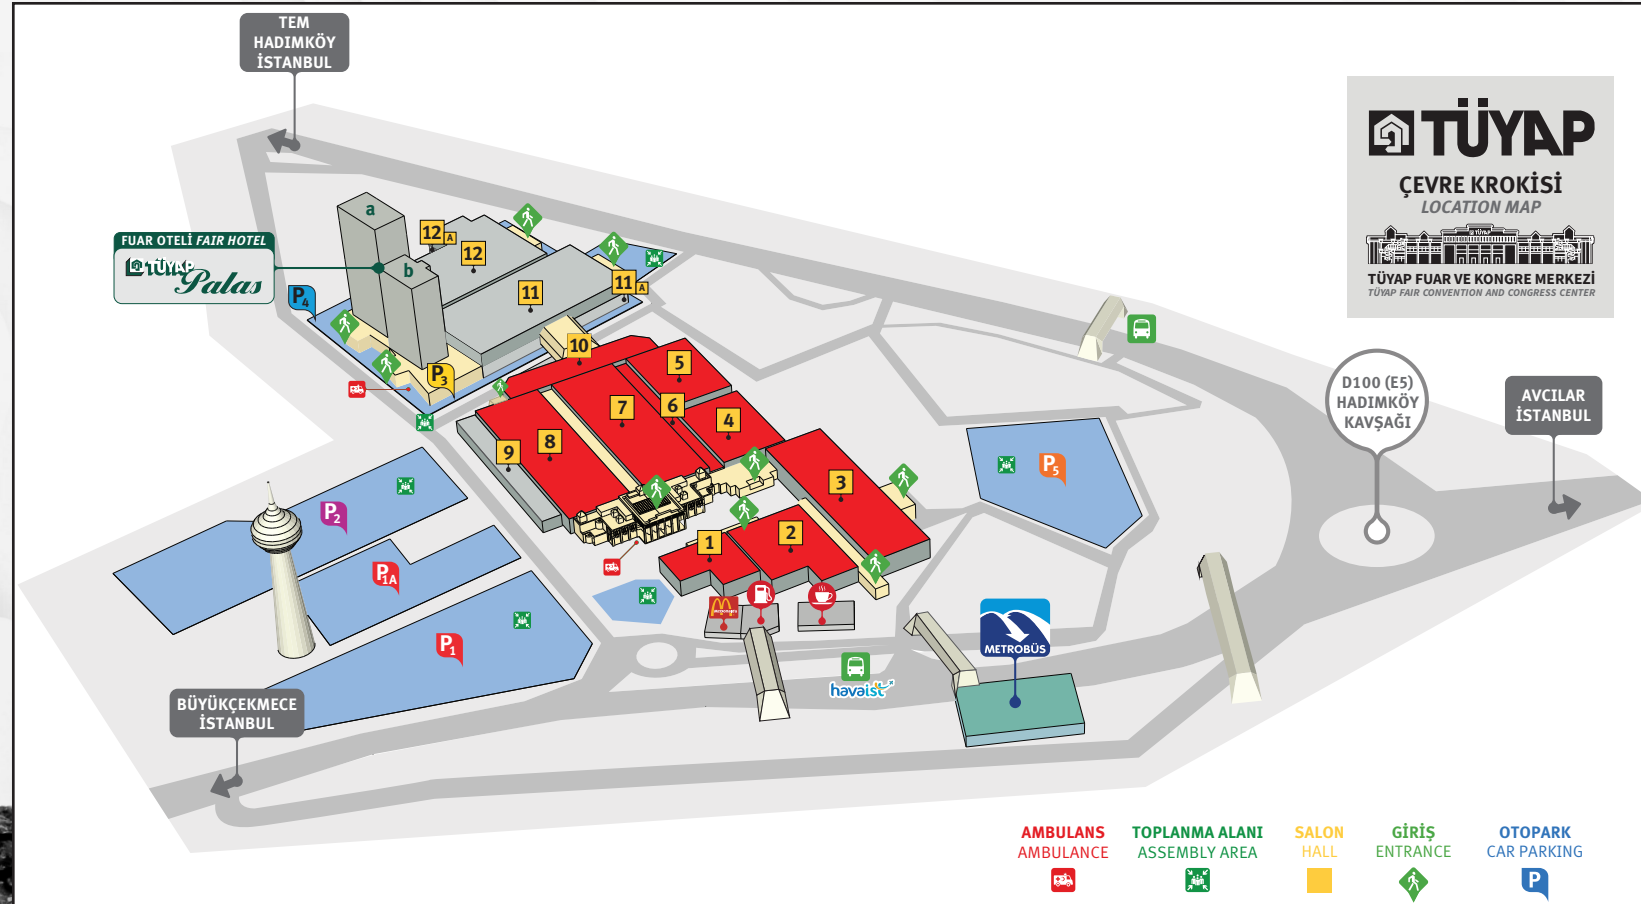 TEM
HADIMKÖY
İSTANBUL
TÜYAP
ÇEVRE KROKİSİ
LOCATION MAP
TÜYAP
TÜYAP FUAR VE KONGRE MERKEZİ
TÜYAP FAIR CONVENTION AND CONGRESS CENTER
FUAR OTELİ FAIR HOTEL
TÜYAP
Palas
a
b
12 A
12
11
11 A
P4
P3
10
5
7
6
4
8
9
3
1
2
P5
P2
P1A
P1
D100 (E5)
HADIMKÖY
KAVŞAĞI
AVCILAR
İSTANBUL
McDonald's
METROBÜS
havaist
BÜYÜKÇEKMECE
İSTANBUL
AMBULANS
AMBULANCE
TOPLANMA ALANI
ASSEMBLY AREA
SALON
HALL
GİRİŞ
ENTRANCE
OTOPARK
CAR PARKING
P